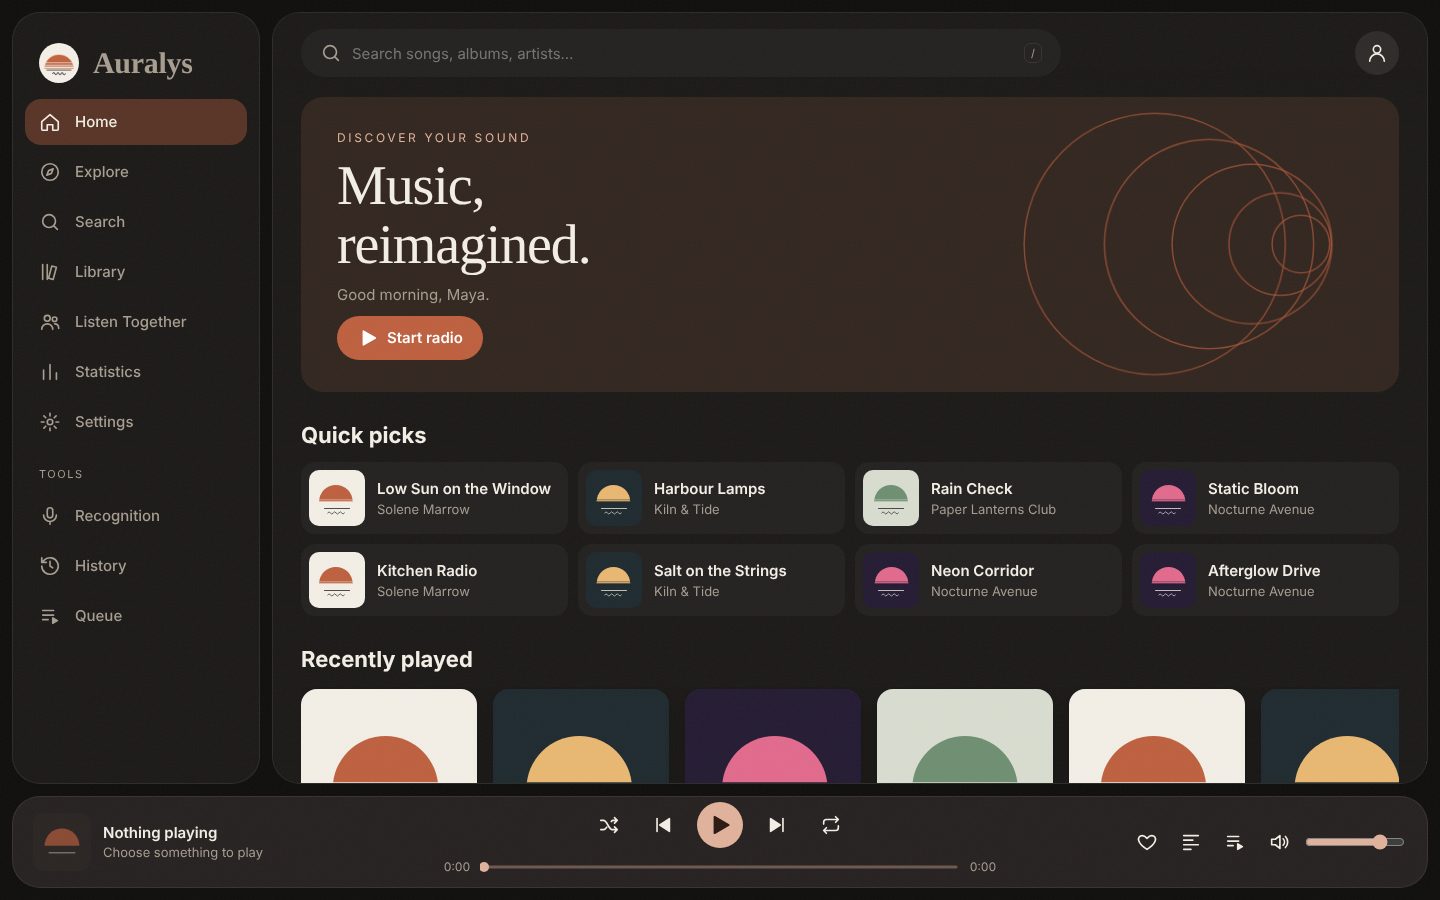 Auralys
Home
Explore
Search
Library
Listen Together
Statistics
Settings
TOOLS
Recognition
History
Queue
Search songs, albums, artists...
/
DISCOVER YOUR SOUND
Music,
reimagined.
Good morning, Maya.
Start radio
Quick picks
Low Sun on the Window
Solene Marrow
Harbour Lamps
Kiln & Tide
Rain Check
Paper Lanterns Club
Static Bloom
Nocturne Avenue
Kitchen Radio
Solene Marrow
Salt on the Strings
Kiln & Tide
Neon Corridor
Nocturne Avenue
Afterglow Drive
Nocturne Avenue
Recently played
Nothing playing
Choose something to play
0:00
0:00